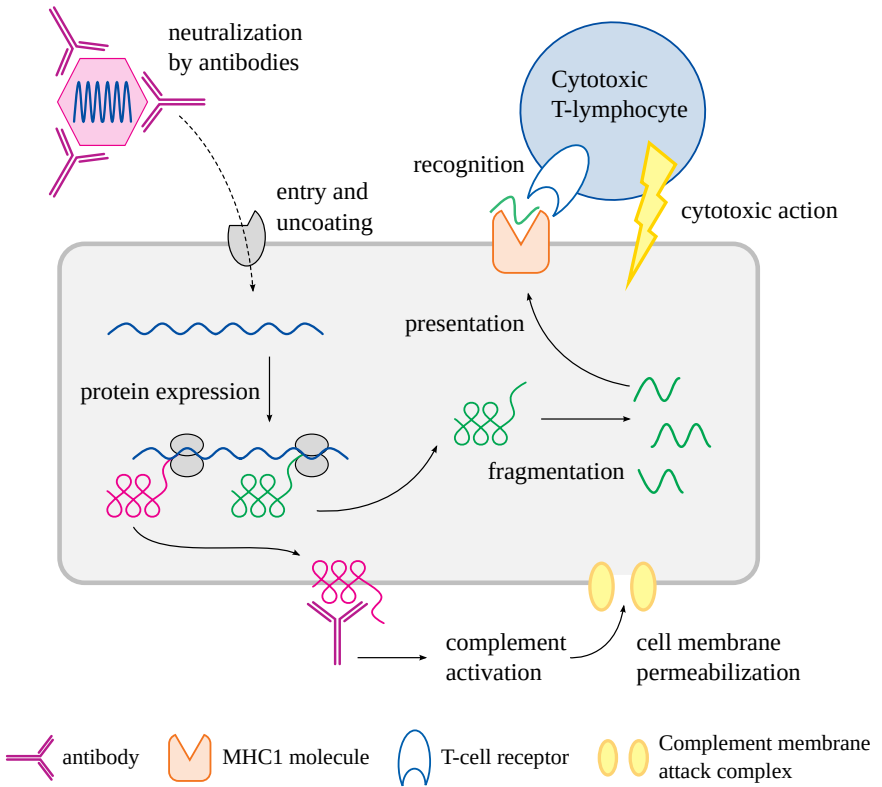 neutralization
by antibodies
Cytotoxic
T-lymphocyte
recognition
entry and
uncoating
cytotoxic action
presentation
protein expression
fragmentation
complement
activation
cell membrane
permeabilization
antibody
MHC1 molecule
T-cell receptor
Complement membrane
attack complex